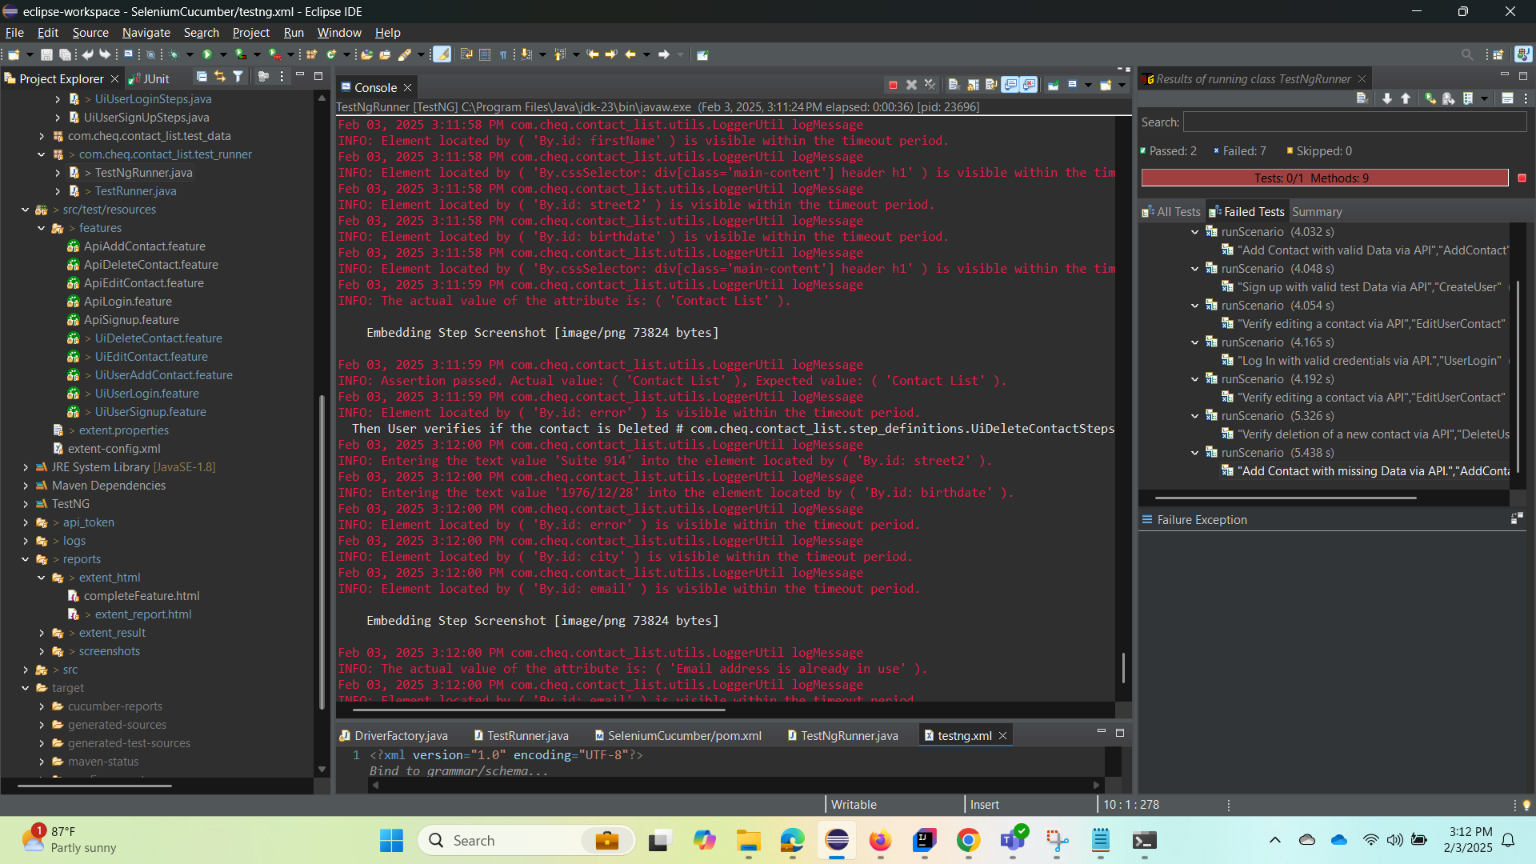 eclipse-workspace - SeleniumCucumber/testng.xml - Eclipse IDE
File Edit Source Navigate Search Project Run Window Help
Project Explorer JUnit
> UiUserLoginSteps.java
UiUserSignUpSteps.java
com.cheq.contact_list.test_data
> com.cheq.contact_list.test_runner
> TestNgRunner.java
> TestRunner.java
> src/test/resources
> features
ApiAddContact.feature
ApiDeleteContact.feature
ApiEditContact.feature
ApiLogin.feature
ApiSignup.feature
> UiDeleteContact.feature
> UiEditContact.feature
> UiUserAddContact.feature
> UiUserLogin.feature
> UiUserSignup.feature
> extent.properties
extent-config.xml
JRE System Library [JavaSE-1.8]
Maven Dependencies
TestNG
> api_token
> logs
> reports
> extent_html
completeFeature.html
> extent_report.html
> extent_result
> screenshots
> src
target
cucumber-reports
generated-sources
generated-test-sources
maven-status
Console
TestNgRunner [TestNG] C:\Program Files\Java\jdk-23\bin\javaw.exe (Feb 3, 2025, 3:11:24 PM elapsed: 0:00:36) [pid: 23696]
Feb 03, 2025 3:11:58 PM com.cheq.contact_list.utils.LoggerUtil logMessage
INFO: Element located by ( 'By.id: firstName' ) is visible within the timeout period.
Feb 03, 2025 3:11:58 PM com.cheq.contact_list.utils.LoggerUtil logMessage
INFO: Element located by ( 'By.cssSelector: div[class='main-content'] header h1' ) is visible within the tim
Feb 03, 2025 3:11:58 PM com.cheq.contact_list.utils.LoggerUtil logMessage
INFO: Element located by ( 'By.id: street2' ) is visible within the timeout period.
Feb 03, 2025 3:11:58 PM com.cheq.contact_list.utils.LoggerUtil logMessage
INFO: Element located by ( 'By.id: birthdate' ) is visible within the timeout period.
Feb 03, 2025 3:11:58 PM com.cheq.contact_list.utils.LoggerUtil logMessage
INFO: Element located by ( 'By.cssSelector: div[class='main-content'] header h1' ) is visible within the tim
Feb 03, 2025 3:11:59 PM com.cheq.contact_list.utils.LoggerUtil logMessage
INFO: The actual value of the attribute is: ( 'Contact List' ).
Embedding Step Screenshot [image/png 73824 bytes]
Feb 03, 2025 3:11:59 PM com.cheq.contact_list.utils.LoggerUtil logMessage
INFO: Assertion passed. Actual value: ( 'Contact List' ), Expected value: ( 'Contact List' ).
Feb 03, 2025 3:11:59 PM com.cheq.contact_list.utils.LoggerUtil logMessage
INFO: Element located by ( 'By.id: error' ) is visible within the timeout period.
Then User verifies if the contact is Deleted # com.cheq.contact_list.step_definitions.UiDeleteContactSteps
Feb 03, 2025 3:12:00 PM com.cheq.contact_list.utils.LoggerUtil logMessage
INFO: Entering the text value 'Suite 914' into the element located by ( 'By.id: street2' ).
Feb 03, 2025 3:12:00 PM com.cheq.contact_list.utils.LoggerUtil logMessage
INFO: Entering the text value '1976/12/28' into the element located by ( 'By.id: birthdate' ).
Feb 03, 2025 3:12:00 PM com.cheq.contact_list.utils.LoggerUtil logMessage
INFO: Element located by ( 'By.id: error' ) is visible within the timeout period.
Feb 03, 2025 3:12:00 PM com.cheq.contact_list.utils.LoggerUtil logMessage
INFO: Element located by ( 'By.id: city' ) is visible within the timeout period.
Feb 03, 2025 3:12:00 PM com.cheq.contact_list.utils.LoggerUtil logMessage
INFO: Element located by ( 'By.id: email' ) is visible within the timeout period.
Embedding Step Screenshot [image/png 73824 bytes]
Feb 03, 2025 3:12:00 PM com.cheq.contact_list.utils.LoggerUtil logMessage
INFO: The actual value of the attribute is: ( 'Email address is already in use' ).
Feb 03, 2025 3:12:00 PM com.cheq.contact_list.utils.LoggerUtil logMessage
INFO: Element located by ( 'By.id: email' ) is visible within the timeout period.
DriverFactory.java TestRunner.java SeleniumCucumber/pom.xml TestNgRunner.java testng.xml
1 <?xml version="1.0" encoding="UTF-8"?>
Bind to grammar/schema...
Results of running class TestNgRunner
Search:
Passed: 2 Failed: 7 Skipped: 0
Tests: 0/1 Methods: 9
All Tests Failed Tests Summary
runScenario (4.032 s)
"Add Contact with valid Data via API","AddContact"
runScenario (4.048 s)
"Sign up with valid test Data via API","CreateUser"
runScenario (4.054 s)
"Verify editing a contact via API","EditUserContact"
runScenario (4.165 s)
"Log In with valid credentials via API.","UserLogin"
runScenario (4.192 s)
"Verify editing a contact via API","EditUserContact"
runScenario (5.326 s)
"Verify deletion of a new contact via API","DeleteUs
runScenario (5.438 s)
"Add Contact with missing Data via API.","AddConta
Failure Exception
Writable Insert 10 : 1 : 278
1
87°F
Partly sunny
Search
3:12 PM
2/3/2025